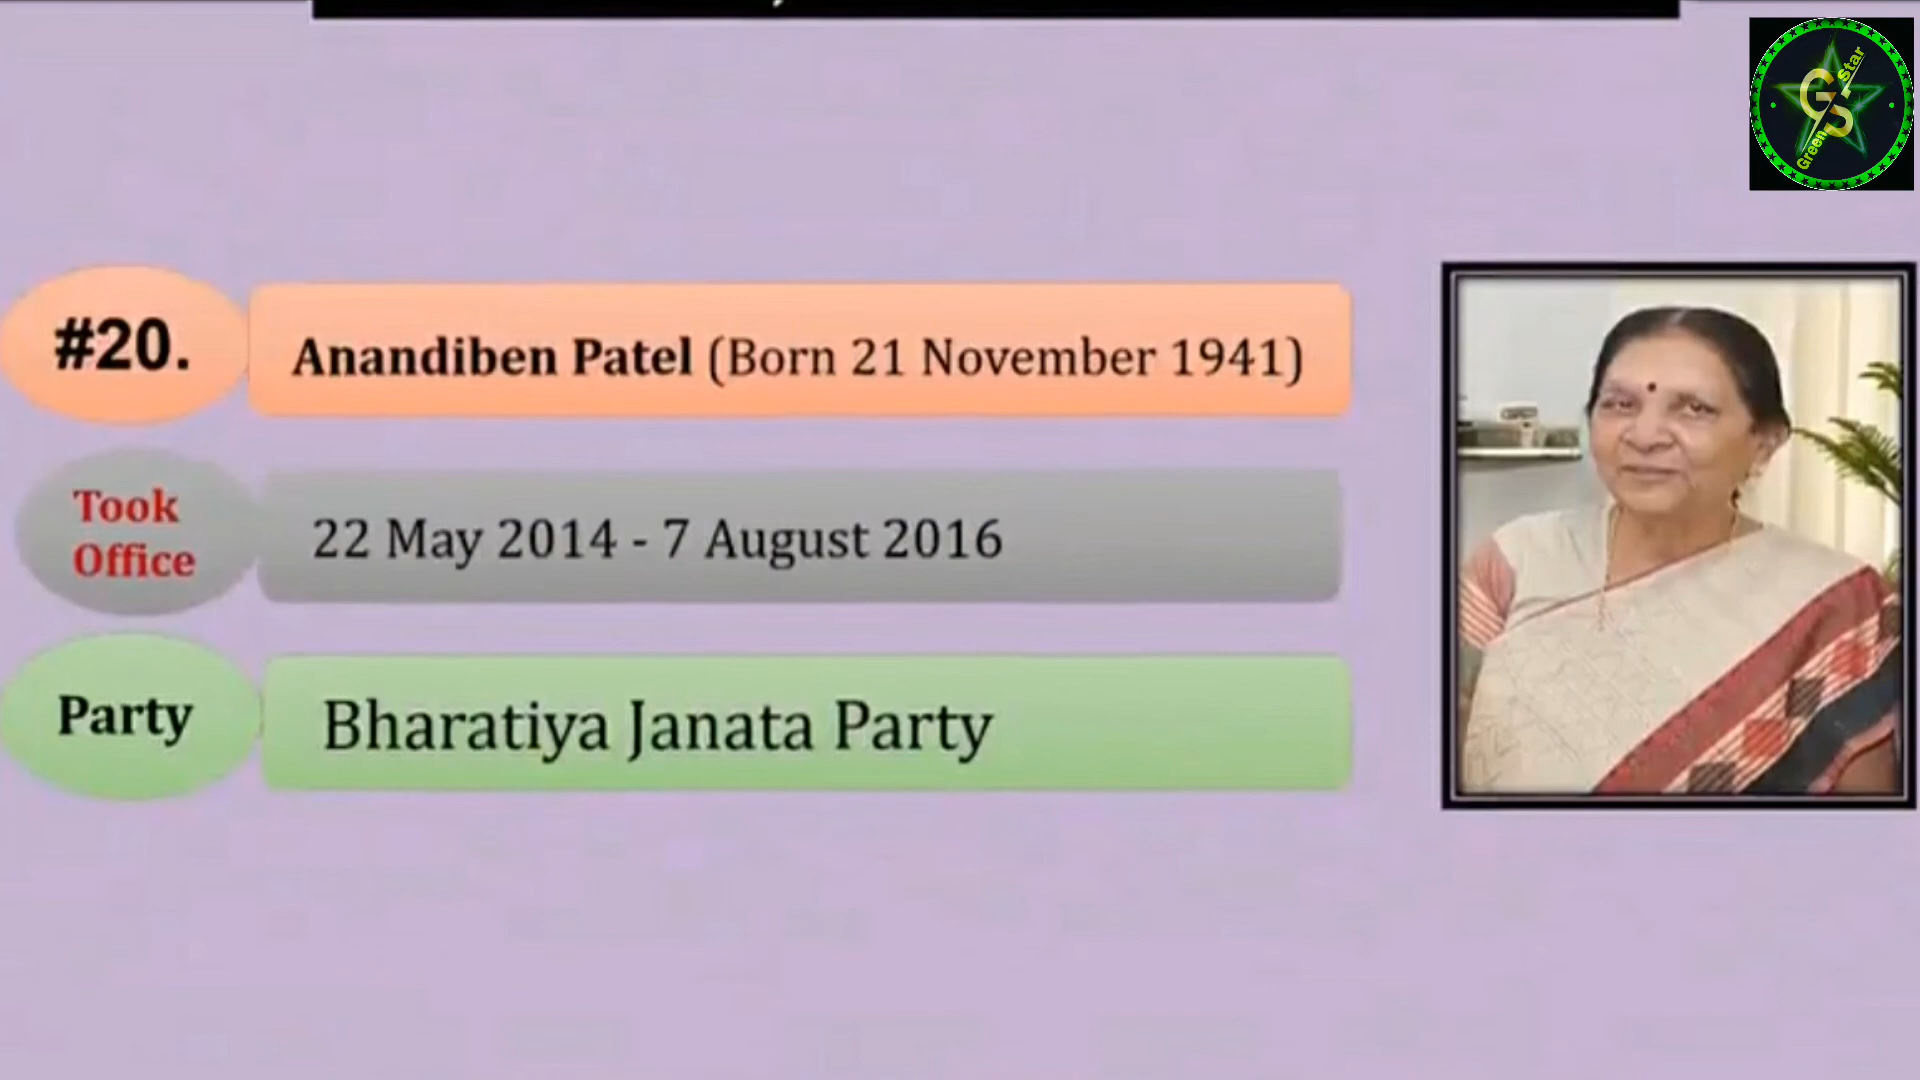 Green Star
GS
#20.
Anandiben Patel (Born 21 November 1941)
Took
Office
22 May 2014 - 7 August 2016
Party
Bharatiya Janata Party